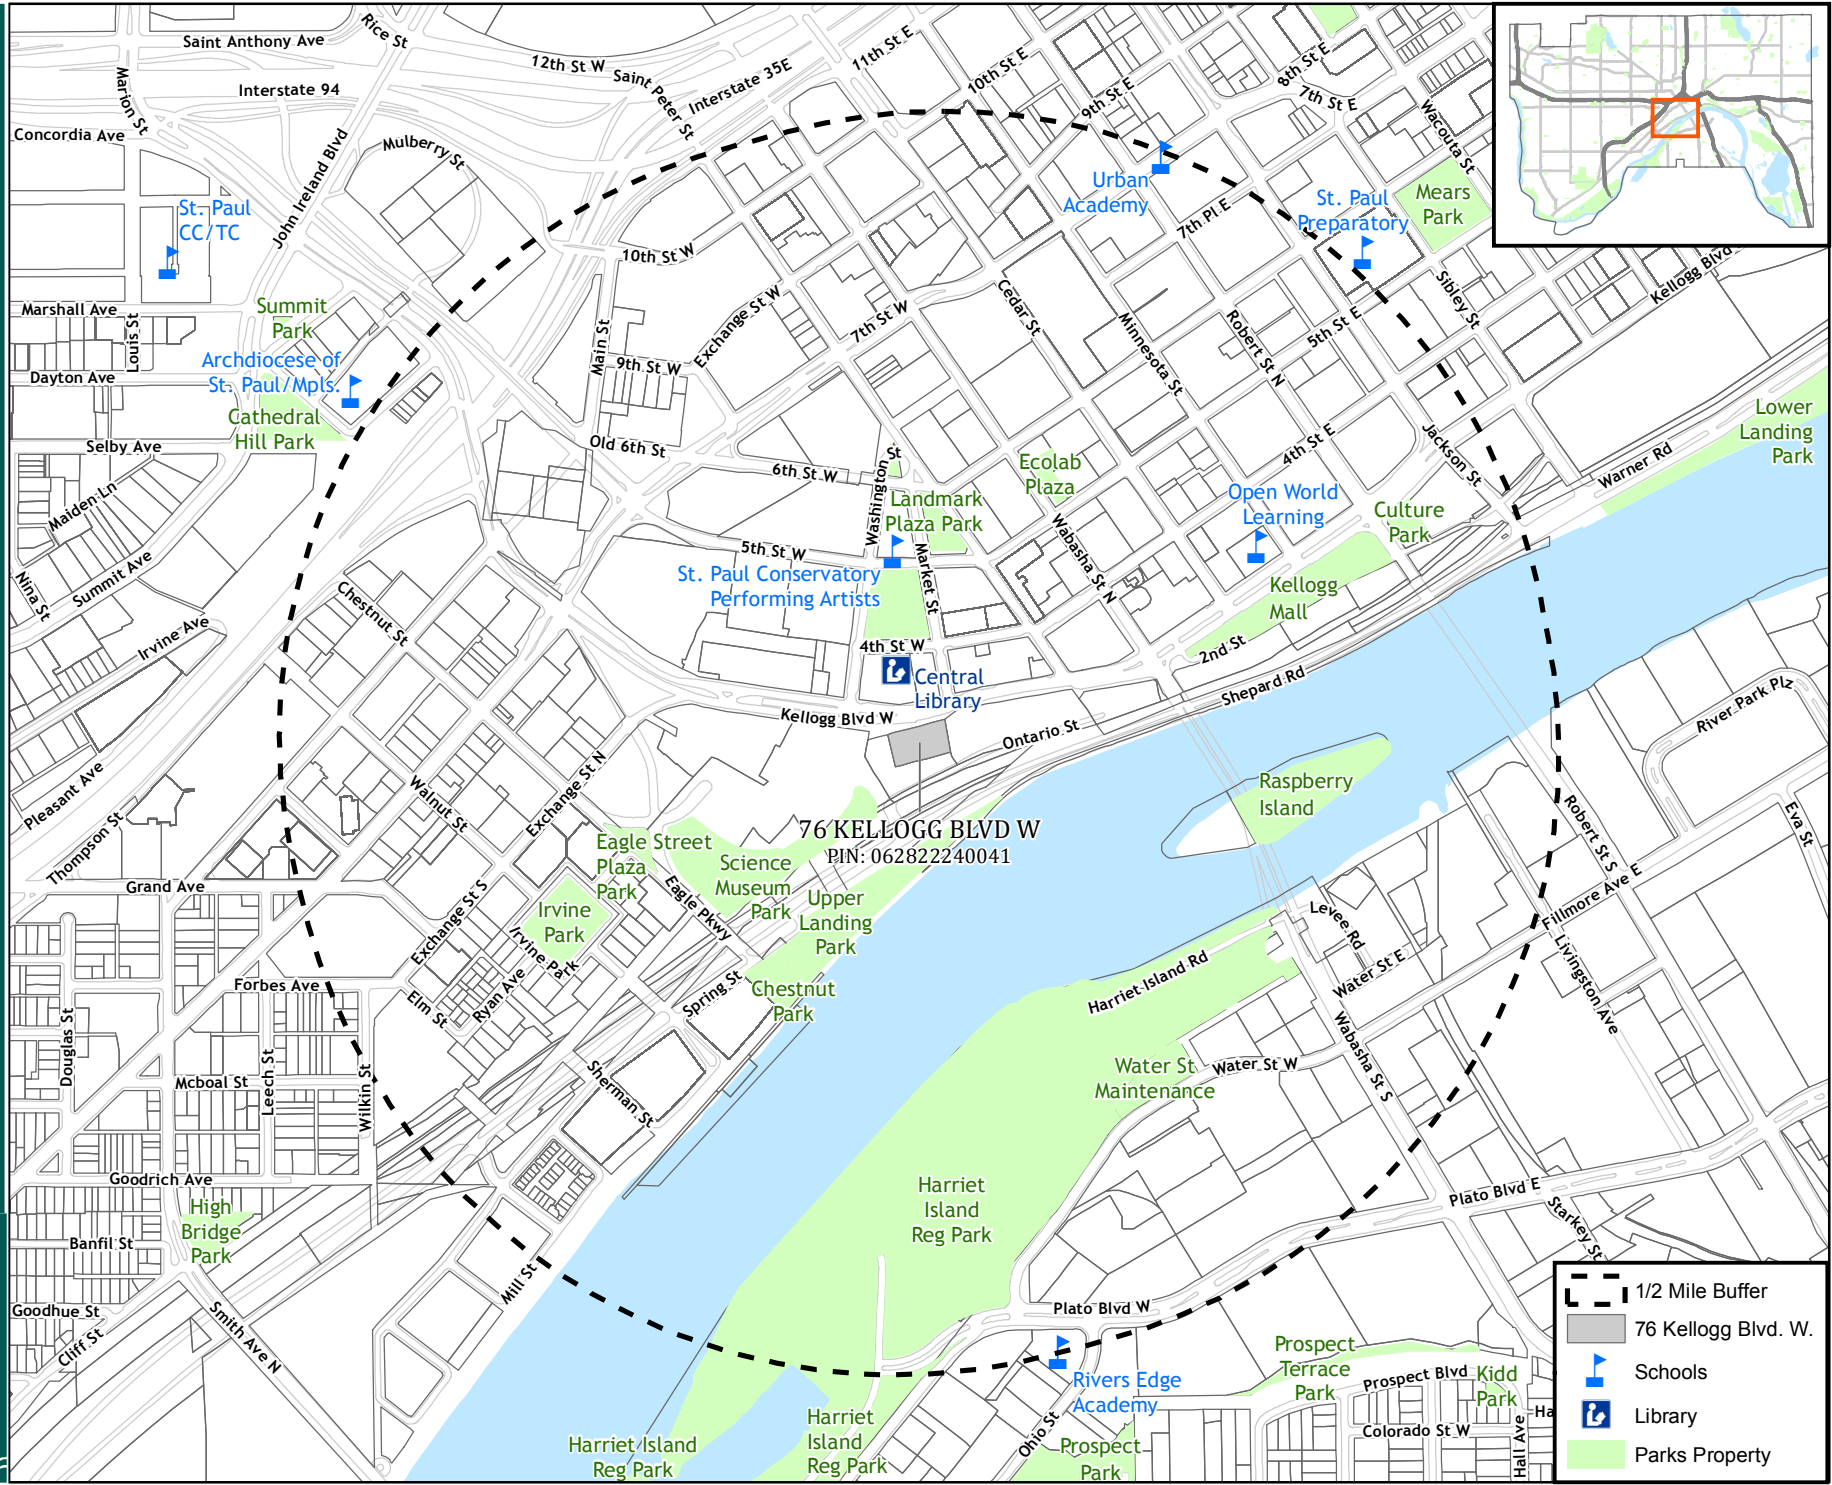 Saint Anthony Ave
Rice St
12th St W
Saint Peter St
Interstate 35E
11th St E
10th St E
9th St E
8th St E
7th St E
Wacouta St
Marion St
Interstate 94
Concordia Ave
John Ireland Blvd
Mulberry St
St. Paul
CC/TC
Urban
Academy
St. Paul
Preparatory
Mears
Park
7th Pl E
10th St W
Kellogg Blvd
Sibley St
Marshall Ave
Louis St
Summit
Park
Main St
Exchange St W
7th St W
Cedar St
Minnesota St
Robert St N
5th St E
Archdiocese of
St. Paul/Mpls.
9th St W
Dayton Ave
Cathedral
Hill Park
Selby Ave
Old 6th St
6th St W
Washington St
Ecolab
Plaza
4th St E
Jackson St
Lower
Landing
Park
Warner Rd
Maiden Ln
Landmark
Plaza Park
Open World
Learning
Culture
Park
Summit Ave
Nina St
5th St W
Market St
Wabasha St N
St. Paul Conservatory
Performing Artists
Chestnut St
Kellogg
Mall
Irvine Ave
4th St W
2nd St
Central
Library
Shepard Rd
Kellogg Blvd W
Ontario St
River Park Plz
Pleasant Ave
Thompson St
Walnut St
Exchange St N
Raspberry
Island
Robert St S
Eva St
76 KELLOGG BLVD W
PIN: 062822240041
Eagle Street
Plaza
Park
Science
Museum
Park
Grand Ave
Exchange St S
Irvine
Park
Eagle Pkwy
Upper
Landing
Park
Levee Rd
Fillmore Ave E
Irvine Park
Water St E
Livingston Ave
Harriet Island Rd
Forbes Ave
Elm St
Ryan Ave
Spring St
Chestnut
Park
Douglas St
Mcboal St
Leech St
Wilkin St
Sherman St
Water St
Maintenance
Water St W
Wabasha St S
Goodrich Ave
High
Bridge
Park
Harriet
Island
Reg Park
Plato Blvd E
Starkey St
Banfil St
Mill St
Goodhue St
Cliff St
Smith Ave N
Plato Blvd W
Rivers Edge
Academy
Prospect
Terrace
Park
Prospect Blvd
Kidd
Park
Ha
Hall Ave
Colorado St W
Ohio St
Prospect
Park
Harriet Island
Reg Park
Harriet
Island
Reg Park
1/2 Mile Buffer
76 Kellogg Blvd. W.
Schools
Library
Parks Property